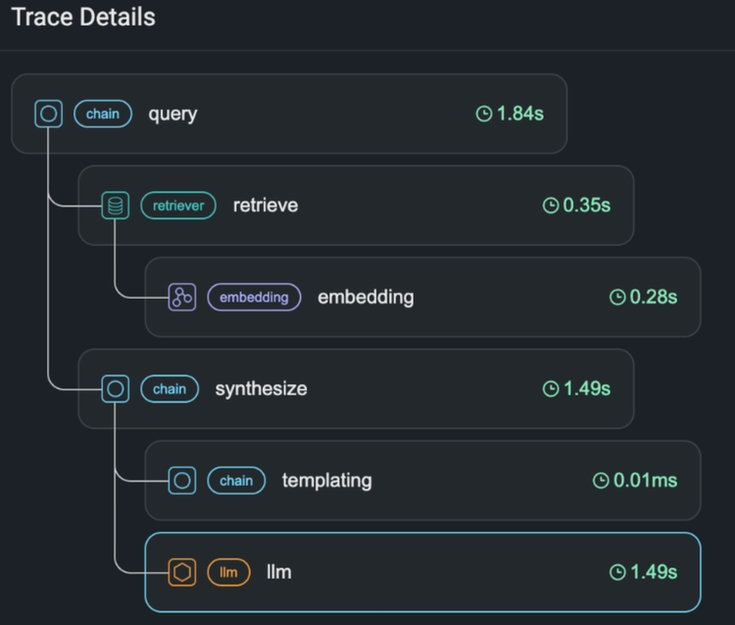 Trace Details
chain query 1.84s
retriever retrieve 0.35s
embedding embedding 0.28s
chain synthesize 1.49s
chain templating 0.01ms
llm llm 1.49s